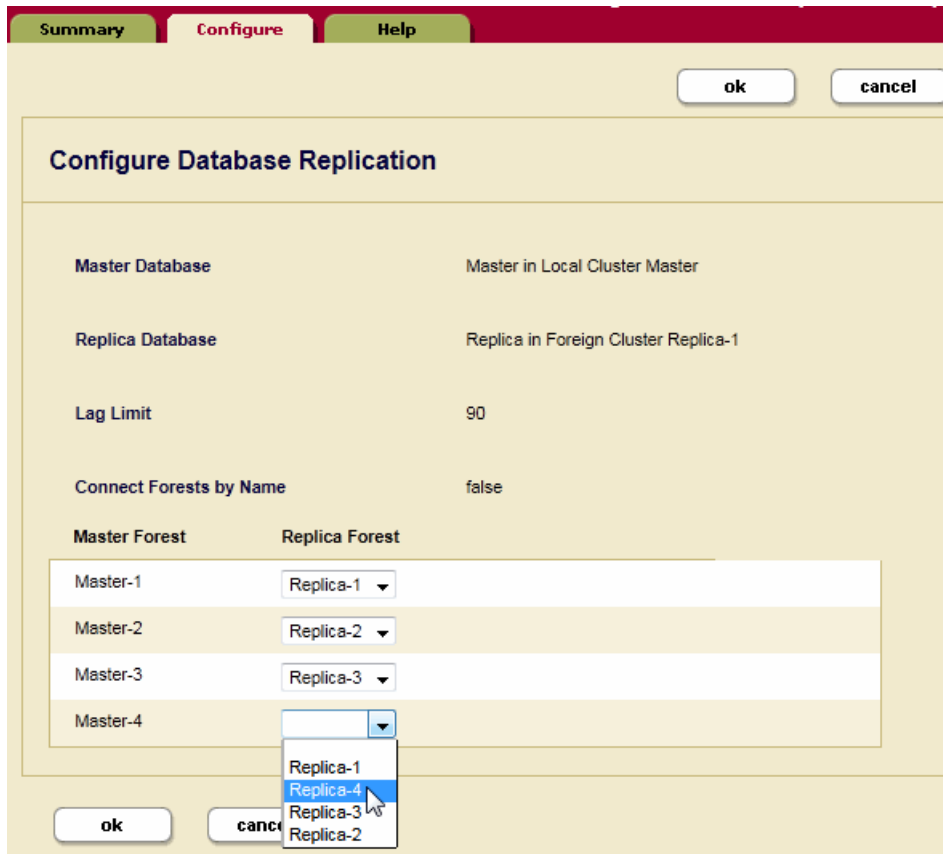 Summary Configure Help
ok cancel
Configure Database Replication
Master Database Master in Local Cluster Master
Replica Database Replica in Foreign Cluster Replica-1
Lag Limit 90
Connect Forests by Name false
Master Forest Replica Forest
Master-1 Replica-1
Master-2 Replica-2
Master-3 Replica-3
Master-4
Replica-1
Replica-4
Replica-3
Replica-2
ok